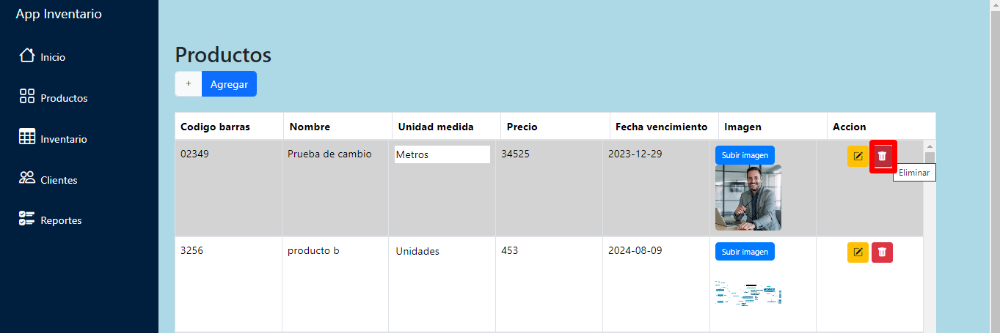 App Inventario
Inicio
Productos
Inventario
Clientes
Reportes
Productos
+ Agregar
Codigo barras Nombre Unidad medida Precio Fecha vencimiento Imagen Accion
02349 Prueba de cambio Metros 34525 2023-12-29 Subir imagen
Eliminar
3256 producto b Unidades 453 2024-08-09 Subir imagen